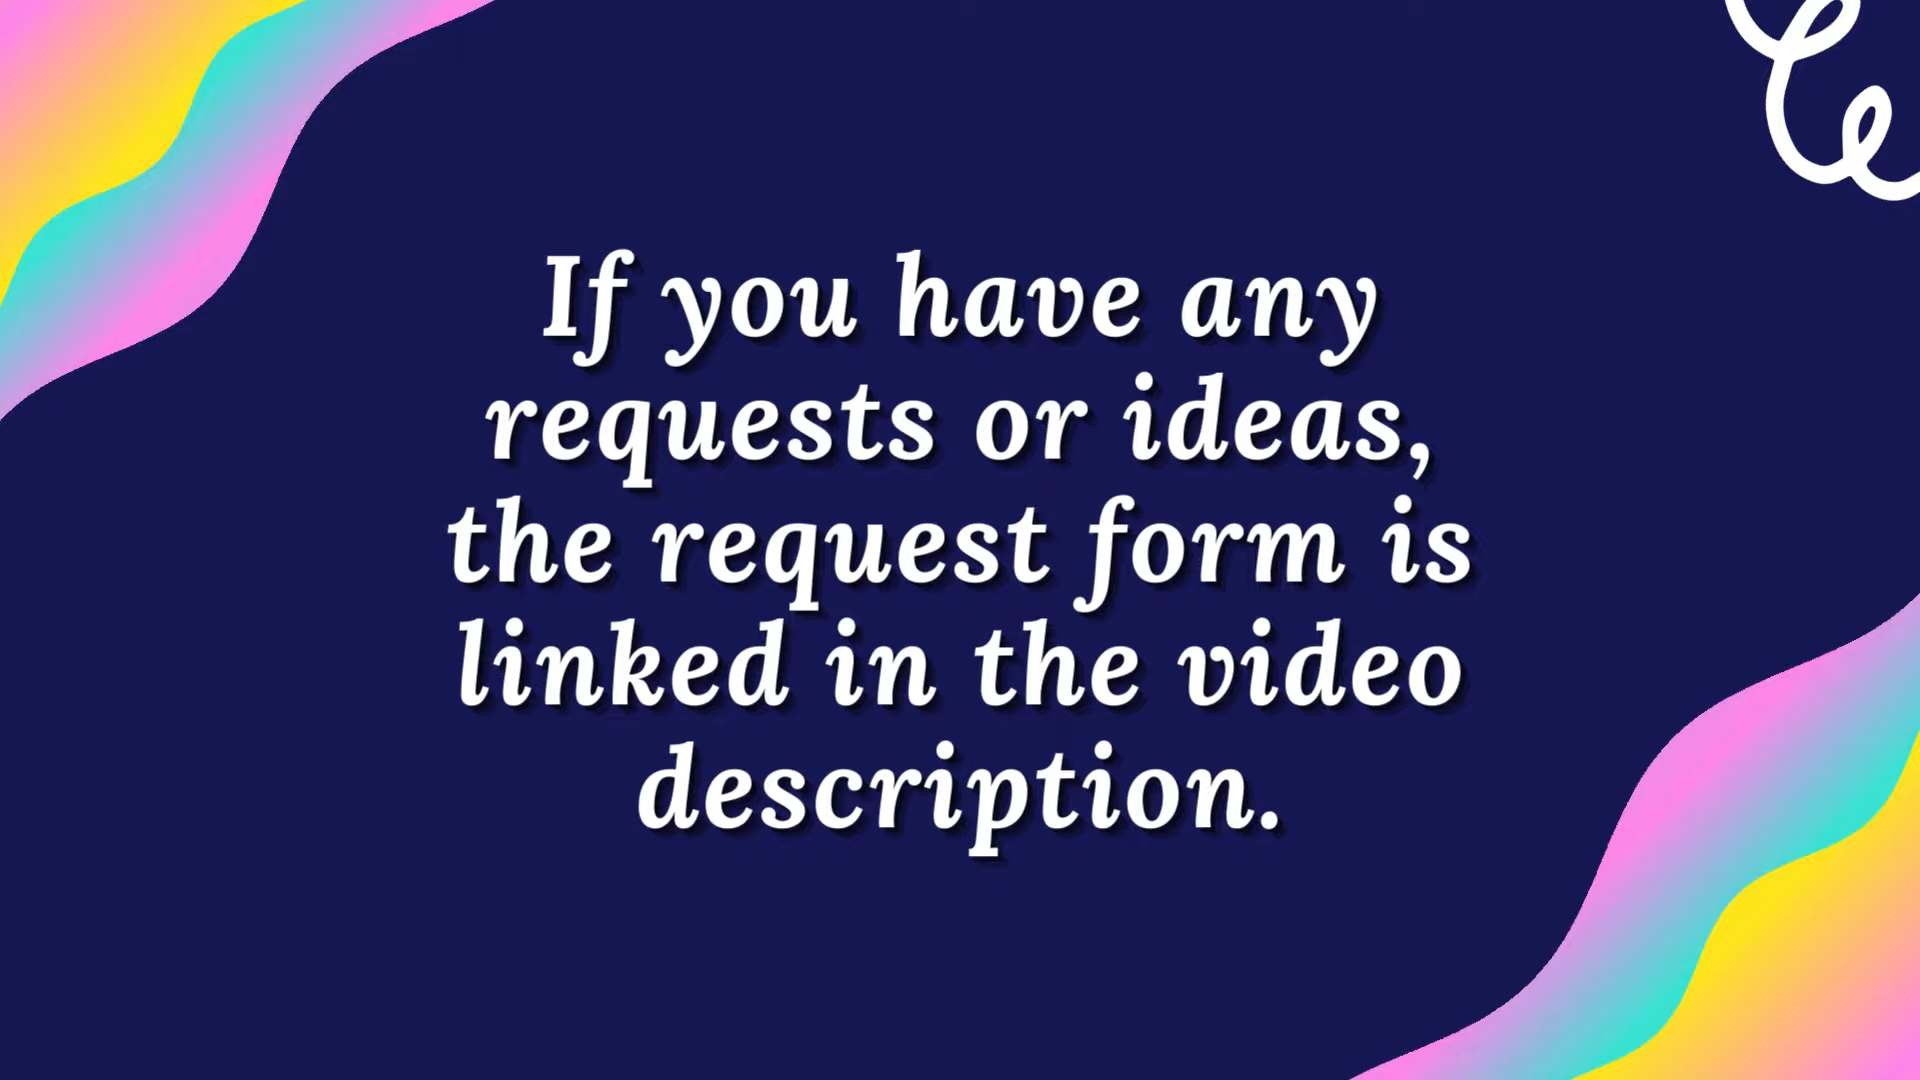 If you have any
requests or ideas,
the request form is
linked in the video
description.